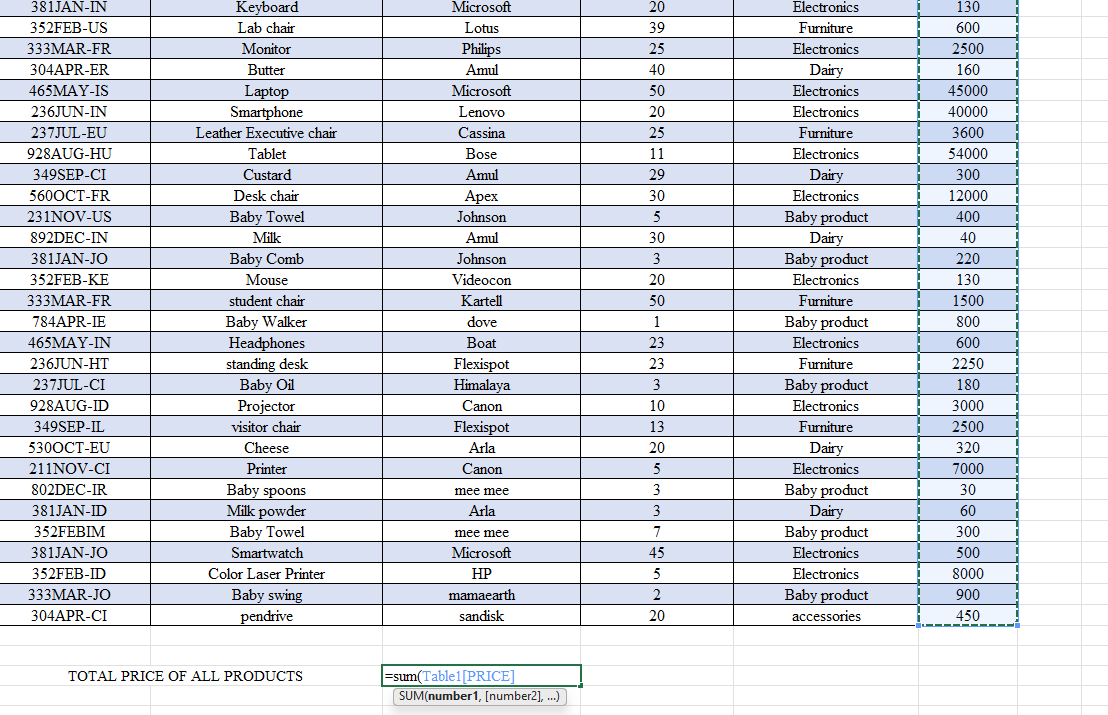 381JAN-IN Keyboard Microsoft 20 Electronics 130
352FEB-US Lab chair Lotus 39 Furniture 600
333MAR-FR Monitor Philips 25 Electronics 2500
304APR-ER Butter Amul 40 Dairy 160
465MAY-IS Laptop Microsoft 50 Electronics 45000
236JUN-IN Smartphone Lenovo 20 Electronics 40000
237JUL-EU Leather Executive chair Cassina 25 Furniture 3600
928AUG-HU Tablet Bose 11 Electronics 54000
349SEP-CI Custard Amul 29 Dairy 300
560OCT-FR Desk chair Apex 30 Electronics 12000
231NOV-US Baby Towel Johnson 5 Baby product 400
892DEC-IN Milk Amul 30 Dairy 40
381JAN-JO Baby Comb Johnson 3 Baby product 220
352FEB-KE Mouse Videocon 20 Electronics 130
333MAR-FR student chair Kartell 50 Furniture 1500
784APR-IE Baby Walker dove 1 Baby product 800
465MAY-IN Headphones Boat 23 Electronics 600
236JUN-HT standing desk Flexispot 23 Furniture 2250
237JUL-CI Baby Oil Himalaya 3 Baby product 180
928AUG-ID Projector Canon 10 Electronics 3000
349SEP-IL visitor chair Flexispot 13 Furniture 2500
530OCT-EU Cheese Arla 20 Dairy 320
211NOV-CI Printer Canon 5 Electronics 7000
802DEC-IR Baby spoons mee mee 3 Baby product 30
381JAN-ID Milk powder Arla 3 Dairy 60
352FEBIM Baby Towel mee mee 7 Baby product 300
381JAN-JO Smartwatch Microsoft 45 Electronics 500
352FEB-ID Color Laser Printer HP 5 Electronics 8000
333MAR-JO Baby swing mamaearth 2 Baby product 900
304APR-CI pendrive sandisk 20 accessories 450
TOTAL PRICE OF ALL PRODUCTS =sum(Table1[PRICE]
SUM(number1, [number2], ...)